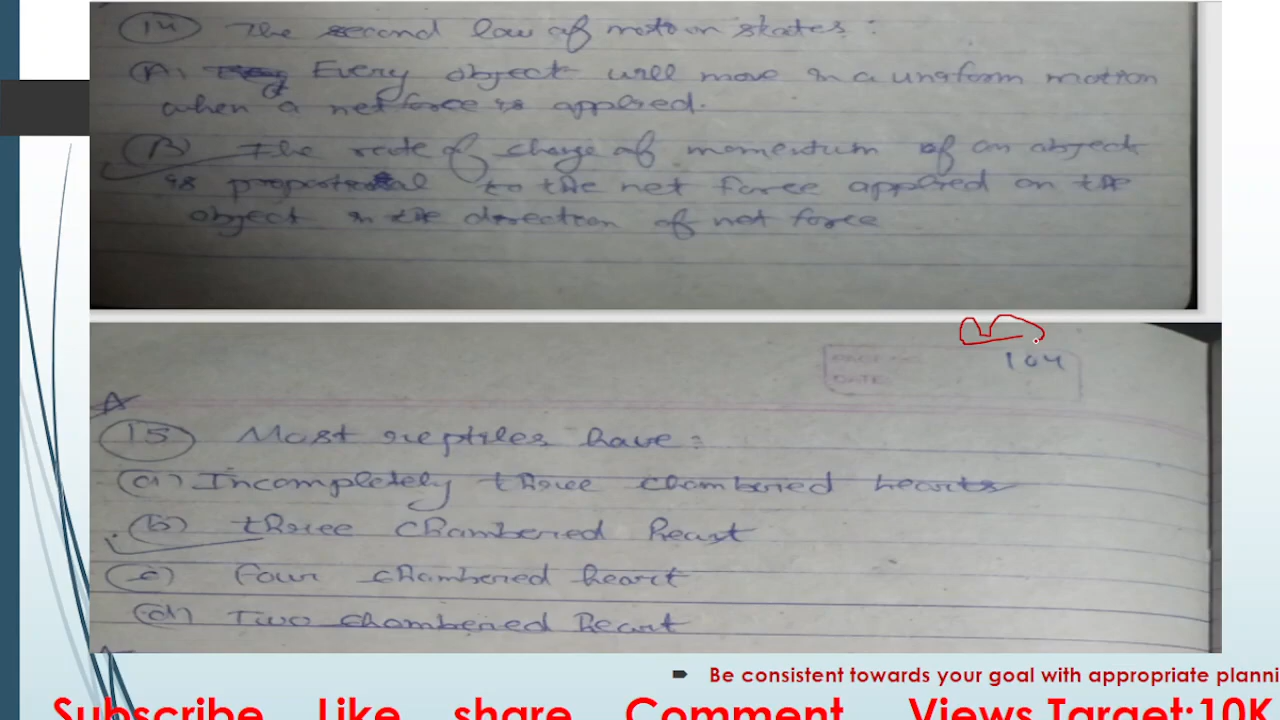 14 The second law of motion states:
(A) Every object will move in a uniform motion
when a net force is applied.
(B) The rate of change of momentum of an object
is proportional to the net force applied on the
object in the direction of net force
104
DATE
15 Most reptiles have:
(a) Incompletely three chambered hearts
(b) three chambered heart
(c) four chambered heart
(d) Two chambered heart
Be consistent towards your goal with appropriate planni
Subscribe Like share Comment Views Target:10K